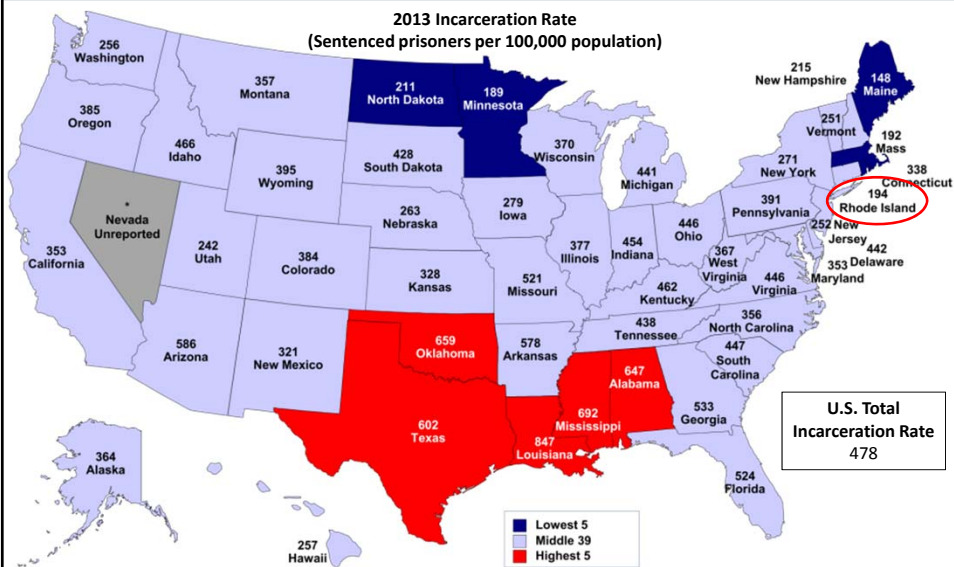 2013 Incarceration Rate
(Sentenced prisoners per 100,000 population)
256
Washington
357
Montana
211
North Dakota
189
Minnesota
215
New Hampshire
148
Maine
385
Oregon
466
Idaho
395
Wyoming
428
South Dakota
370
Wisconsin
441
Michigan
251
Vermont
192
Mass
271
New York
338
Connecticut
194
Rhode Island
*
Nevada
Unreported
263
Nebraska
279
Iowa
391
Pennsylvania
252 New
Jersey
353
California
242
Utah
384
Colorado
328
Kansas
521
Missouri
377
Illinois
454
Indiana
446
Ohio
367
West
Virginia
442
Delaware
353
Maryland
446
Virginia
462
Kentucky
356
North Carolina
438
Tennessee
586
Arizona
321
New Mexico
659
Oklahoma
578
Arkansas
447
South
Carolina
602
Texas
847
Louisiana
692
Mississippi
647
Alabama
533
Georgia
524
Florida
364
Alaska
257
Hawaii
U.S. Total
Incarceration Rate
478
Lowest 5
Middle 39
Highest 5